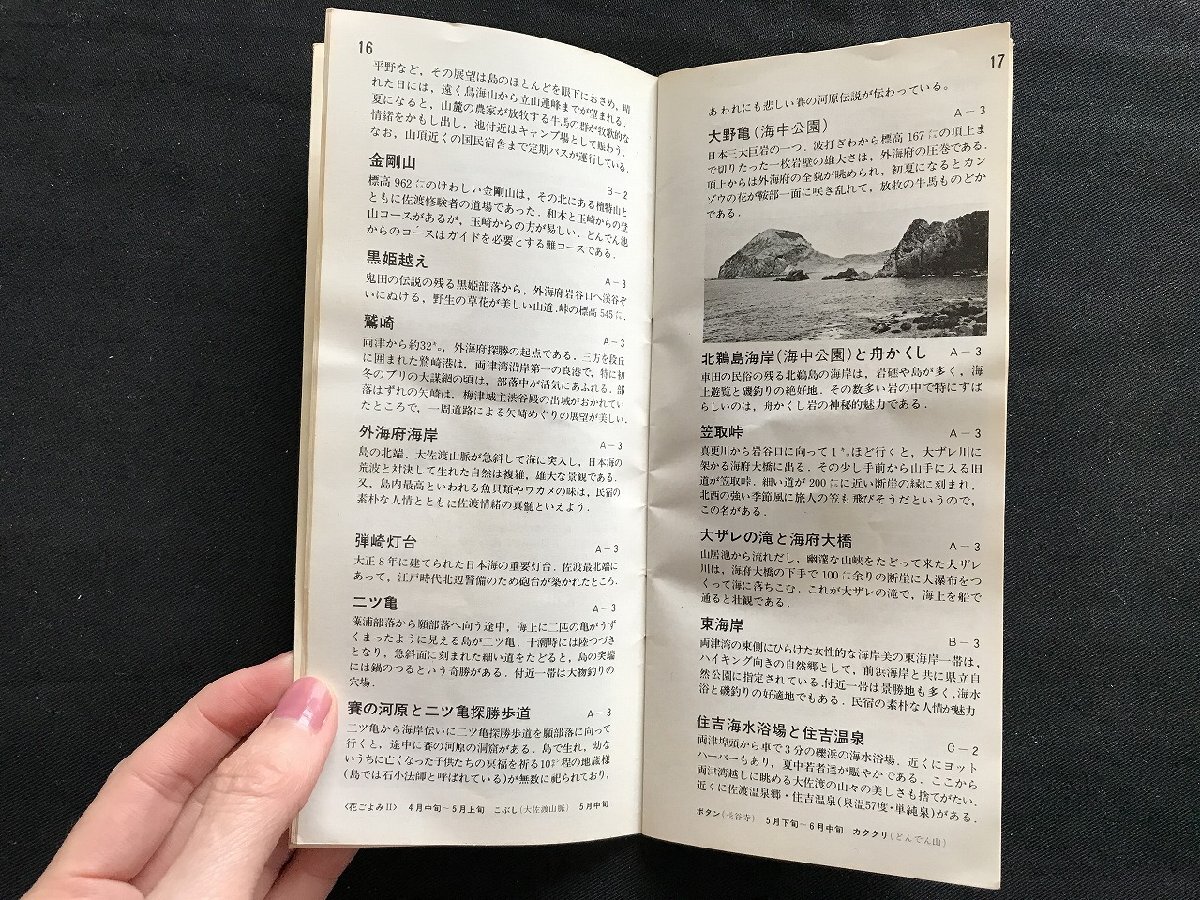 16
平野など，その展望は島のほとんどを眼下におさめ，晴
れた日には，遠く鳥海山から立山連峰までが望まれる．
夏になると，山麓の農家が放牧する牛馬の群が牧歌的な
情緒をかもし出し，池付近はキャンプ場として賑わう．
なお，山頂近くの国民宿舎まで定期バスが運行している．
金剛山 B－2
標高 962㍍のけわしい金剛山は，その北にある檀特山と
ともに佐渡修験者の道場であった．和木と玉崎からの登
山コースがあるが，玉崎からの方が易しい．どんでん池
からのコースはガイドを必要とする難コースである．
黒姫越え A－3
鬼田の伝説の残る黒姫部落から，外海府岩谷口へ渓谷ぞ
いにぬける，野生の草花が美しい山道．峠の標高 545㍍．
鷲崎 A－3
両津から約32㌔，外海府探勝の起点である．三方を段丘
に囲まれた鷲崎港は，両津湾沿岸第一の良港で，特に初
冬のブリの大謀網の頃は，部落中が活気にあふれる．部
落はずれの矢崎は，梅津城主渋谷殿の出城がおかれてい
たところで，一周道路による矢崎めぐりの展望が美しい．
外海府海岸 A－3
島の北端．大佐渡山脈が急斜して海に突入し，日本海の
荒波と対決して生れた自然は複雑，雄大な景観である．
又，島内最高といわれる魚貝類やワカメの味は，民宿の
素朴な人情とともに佐渡情緒の真髄といえよう．
弾崎灯台 A－3
大正8年に建てられた日本海の重要灯台．佐渡最北端に
あって，江戸時代北辺警備のため砲台が築かれたところ．
二ツ亀 A－3
藻浦部落から願部落へ向う途中，海上に二匹の亀がうず
くまったように見える島が二ツ亀．干潮時には陸つづき
となり，急斜面に刻まれた細い道をたどると，島の突端
には鍋のつるという奇勝がある．付近一帯は大物釣りの
穴場．
賽の河原と二ツ亀探勝歩道 A－3
二ツ亀から海岸伝いに二ツ亀探勝歩道を願部落に向って
行くと，途中に賽の河原の洞窟がある．島で生れ，幼な
いうちに亡くなった子供たちの冥福を祈る10㌢程の地蔵様
(島では石小法師と呼ばれている)が無数に祀られており，
〈花ごよみII〉 4月中旬－5月上旬 こぶし(大佐渡山脈) 5月中旬
17
あわれにも悲しい賽の河原伝説が伝わっている．
大野亀(海中公園) A－3
日本三大巨岩の一つ．波打ぎわから標高 167㍍の頂上ま
で切りたった一枚岩壁の雄大さは，外海府の圧巻である．
頂上からは外海府の全貌が眺められ，初夏になるとカン
ゾウの花が鞍部一面に咲き乱れて，放牧の牛馬ものどか
である．
北鵜島海岸(海中公園)と舟かくし A－3
車田の民俗の残る北鵜島の海岸は，岩礁や島が多く，海
上遊覧と磯釣りの絶好地．その数多い岩の中で特にすば
らしいのは，舟かくし岩の神秘的魅力である．
笠取峠 A－3
真更川から岩谷口に向って1㌔ほど行くと，大ザレ川に
架かる海府大橋に出る．その少し手前から山手に入る旧
道が笠取峠．細い道が 200㍍に近い断崖の縁に刻まれ，
北西の強い季節風に旅人の笠も飛びそうだというので，
この名がある．
大ザレの滝と海府大橋 A－3
山居池から流れだし，幽邃な山峡をたどって来た大ザレ
川は，海府大橋の下手で 100㍍余りの断崖に大瀑布をつ
くって海に落ちこむ．これが大ザレの滝で，海上を船で
通ると壮観である．
東海岸 B－3
両津湾の東側にひらけた女性的な海岸美の東海岸一帯は，
ハイキング向きの自然郷として，前浜海岸と共に県立自
然公園に指定されている．付近一帯は景勝地も多く，海水
浴と磯釣りの好適地でもある．民宿の素朴な人情が魅力
住吉海水浴場と住吉温泉 C－2
両津埠頭から車で3分の礫浜の海水浴場．近くにヨット
ハーバーもあり，夏中若者達が賑やかである．ここから
両津湾越しに眺める大佐渡の山々の美しさも捨てがたい．
近くに佐渡温泉郷・住吉温泉(泉温57度・単純泉)がある．
ボタン(長谷寺) 5月下旬－6月中旬 カククリ(どんでん山)